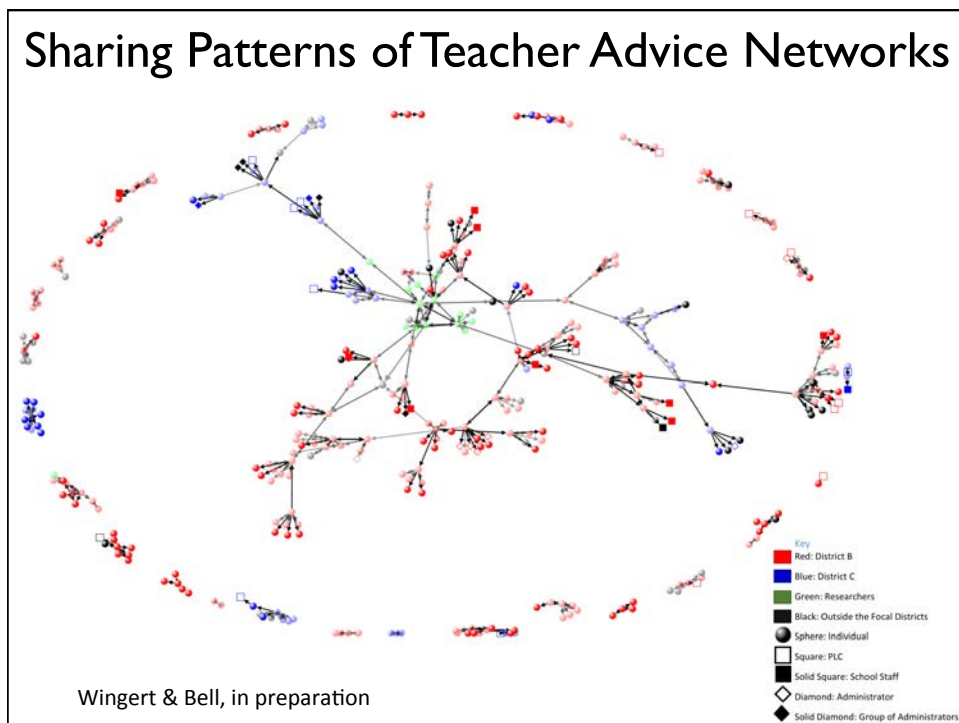 Sharing Patterns of Teacher Advice Networks
Key
Red: District B
Blue: District C
Green: Researchers
Black: Outside the Focal Districts
Sphere: Individual
Square: PLC
Solid Square: School Staff
Diamond: Administrator
Solid Diamond: Group of Administrators
Wingert & Bell, in preparation